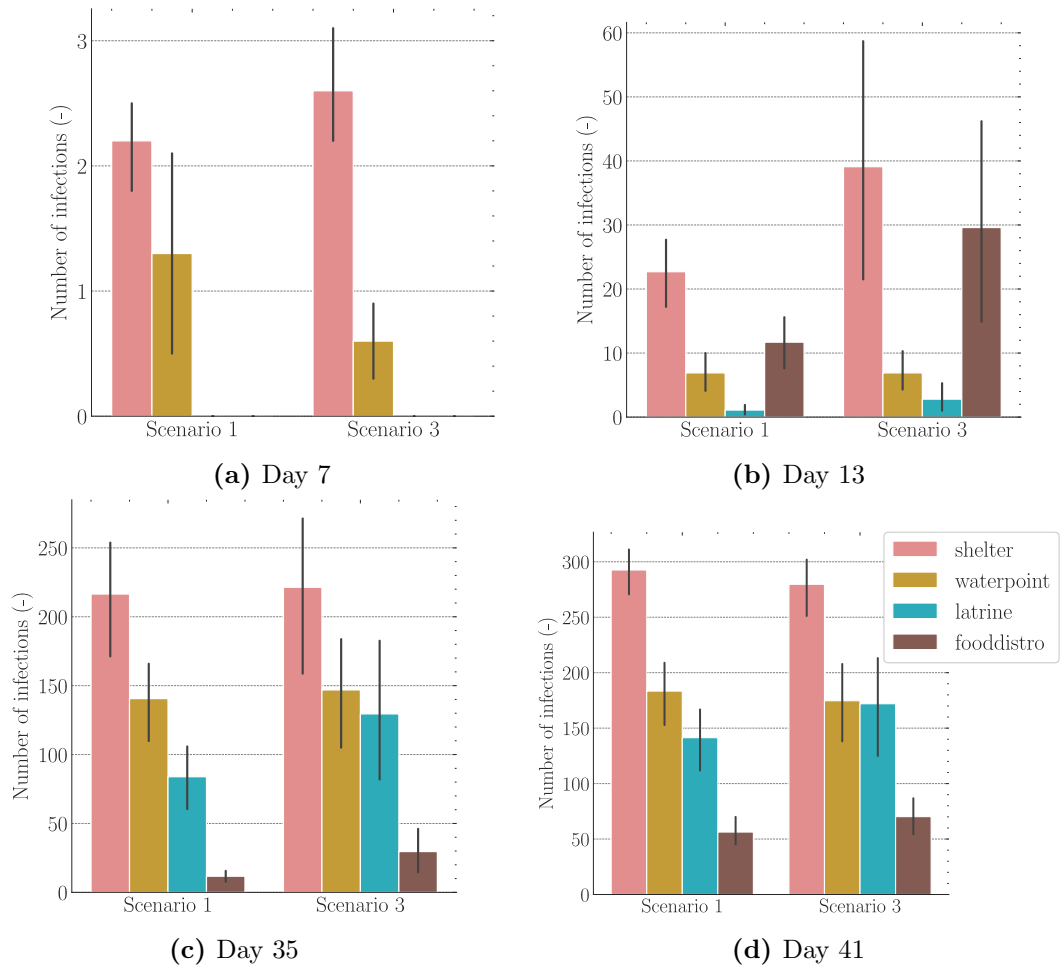 Number of infections (-)
3
2
1
0
Scenario 1
Scenario 3
(a) Day 7
Number of infections (-)
60
50
40
30
20
10
0
Scenario 1
Scenario 3
(b) Day 13
Number of infections (-)
250
200
150
100
50
0
Scenario 1
Scenario 3
(c) Day 35
Number of infections (-)
300
250
200
150
100
50
0
Scenario 1
Scenario 3
shelter
waterpoint
latrine
fooddistro
(d) Day 41